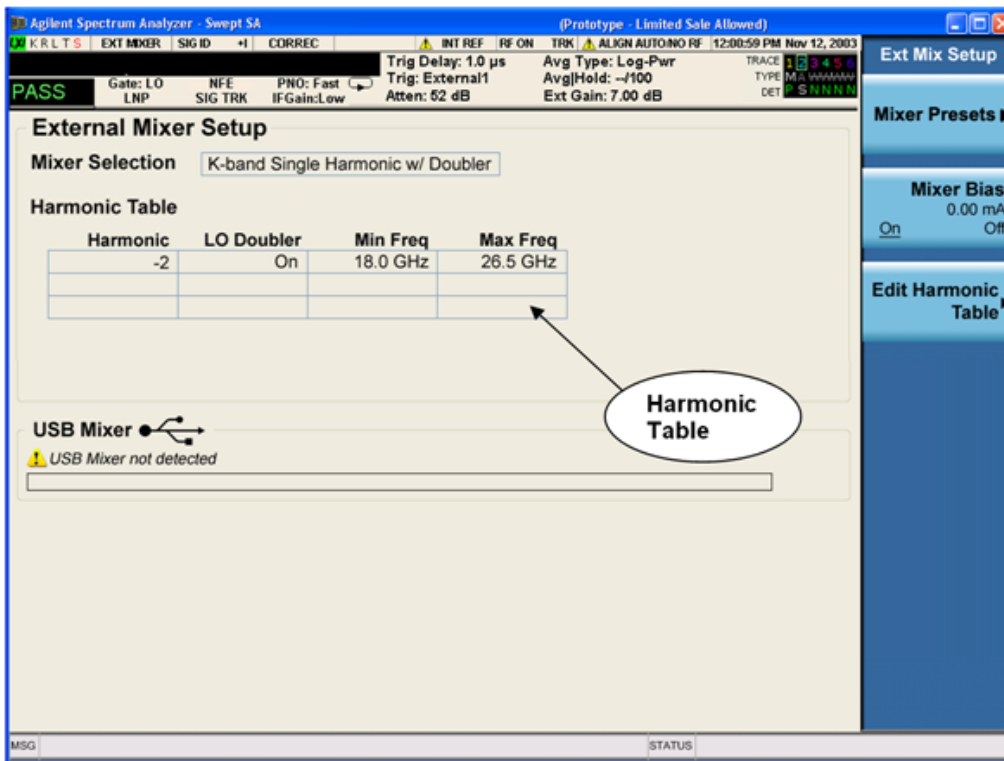 Agilent Spectrum Analyzer - Swept SA (Prototype - Limited Sale Allowed)
LXI K R L T S EXT MIXER SIG ID +I CORREC INT REF RF ON TRK ALIGN AUTO/NO RF 12:00:59 PM Nov 12, 2003
Trig Delay: 1.0 µs Avg Type: Log-Pwr TRACE 1 2 3 4 5 6
PASS Gate: LO NFE PNO: Fast Trig: External1 Avg|Hold: --/100 TYPE M A W W W W
LNP SIG TRK IFGain:Low Atten: 52 dB Ext Gain: 7.00 dB DET P S N N N N
Ext Mix Setup
Mixer Presets
Mixer Bias
0.00 mA
On Off
Edit Harmonic
Table
External Mixer Setup
Mixer Selection K-band Single Harmonic w/ Doubler
Harmonic Table
Harmonic LO Doubler Min Freq Max Freq
-2 On 18.0 GHz 26.5 GHz
Harmonic
Table
USB Mixer
USB Mixer not detected
MSG STATUS